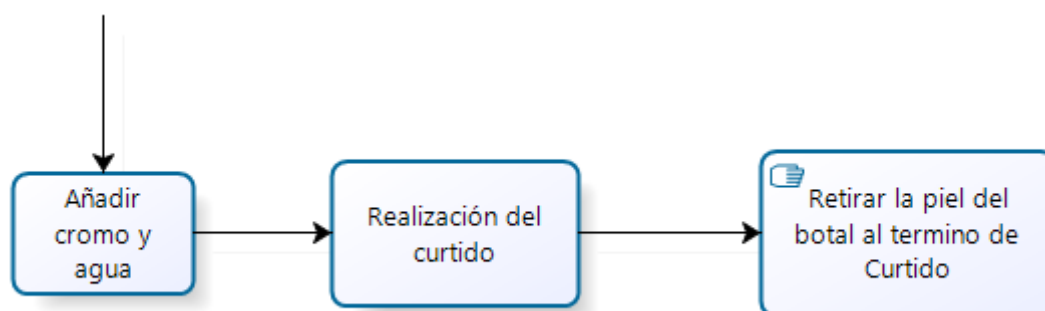 Añadir
cromo y
agua
Realización del
curtido
Retirar la piel del
botal al termino de
Curtido